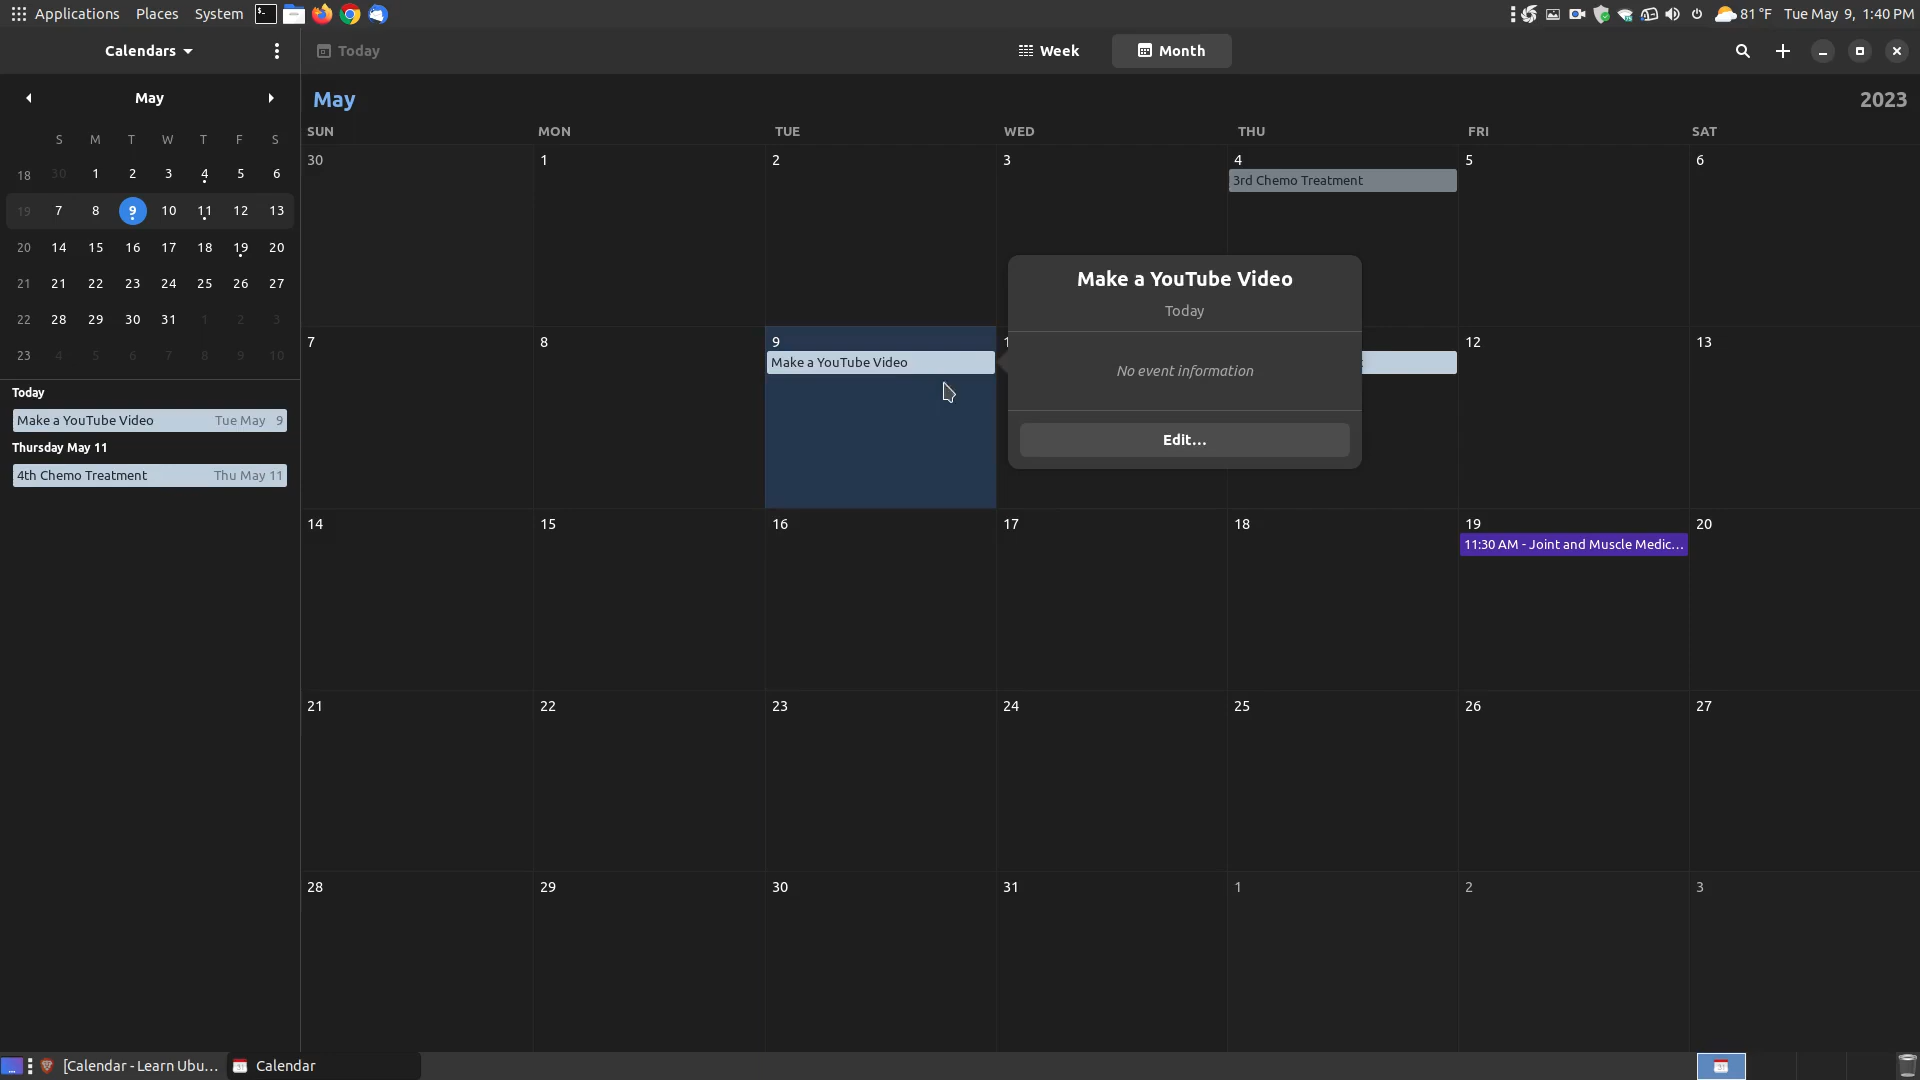 Applications Places System 81 °F Tue May 9, 1:40 PM
Calendars Today Week Month
May
S M T W T F S
18 30 1 2 3 4 5 6
19 7 8 9 10 11 12 13
20 14 15 16 17 18 19 20
21 21 22 23 24 25 26 27
22 28 29 30 31 1 2 3
23 4 5 6 7 8 9 10
Today
Make a YouTube Video Tue May 9
Thursday May 11
4th Chemo Treatment Thu May 11
May 2023
SUN MON TUE WED THU FRI SAT
30 1 2 3 4 5 6
3rd Chemo Treatment
Make a YouTube Video
Today
No event information
Edit...
7 8 9 12 13
Make a YouTube Video
14 15 16 17 18 19 20
11:30 AM - Joint and Muscle Medic...
21 22 23 24 25 26 27
28 29 30 31 1 2 3
[Calendar - Learn Ubu... Calendar